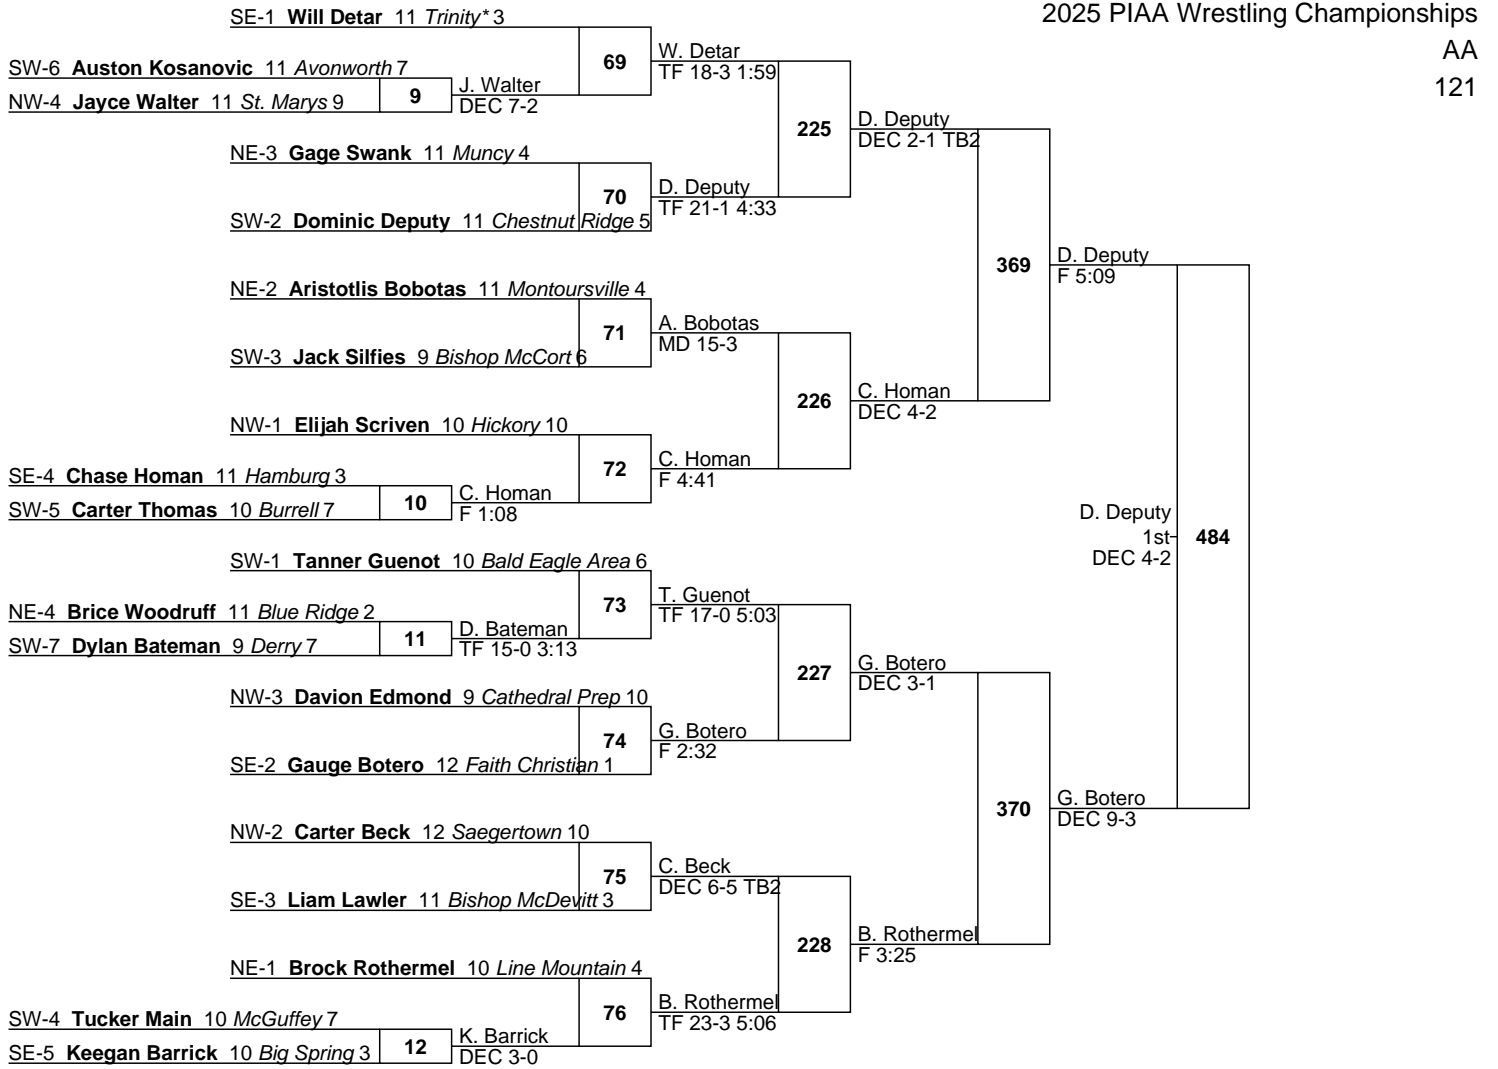 2025 PIAA Wrestling Championships
AA
121
SE-1 Will Detar 11 Trinity* 3
SW-6 Auston Kosanovic 11 Avonworth 7
NW-4 Jayce Walter 11 St. Marys 9
9
J. Walter
DEC 7-2
69
W. Detar
TF 18-3 1:59
NE-3 Gage Swank 11 Muncy 4
SW-2 Dominic Deputy 11 Chestnut Ridge 5
70
D. Deputy
TF 21-1 4:33
225
D. Deputy
DEC 2-1 TB2
NE-2 Aristotlis Bobotas 11 Montoursville 4
SW-3 Jack Silfies 9 Bishop McCort 6
71
A. Bobotas
MD 15-3
NW-1 Elijah Scriven 10 Hickory 10
SE-4 Chase Homan 11 Hamburg 3
SW-5 Carter Thomas 10 Burrell 7
10
C. Homan
F 1:08
72
C. Homan
F 4:41
226
C. Homan
DEC 4-2
369
D. Deputy
F 5:09
SW-1 Tanner Guenot 10 Bald Eagle Area 6
NE-4 Brice Woodruff 11 Blue Ridge 2
SW-7 Dylan Bateman 9 Derry 7
11
D. Bateman
TF 15-0 3:13
73
T. Guenot
TF 17-0 5:03
NW-3 Davion Edmond 9 Cathedral Prep 10
SE-2 Gauge Botero 12 Faith Christian 1
74
G. Botero
F 2:32
227
G. Botero
DEC 3-1
NW-2 Carter Beck 12 Saegertown 10
SE-3 Liam Lawler 11 Bishop McDevitt 3
75
C. Beck
DEC 6-5 TB2
NE-1 Brock Rothermel 10 Line Mountain 4
SW-4 Tucker Main 10 McGuffey 7
SE-5 Keegan Barrick 10 Big Spring 3
12
K. Barrick
DEC 3-0
76
B. Rothermel
TF 23-3 5:06
228
B. Rothermel
F 3:25
370
G. Botero
DEC 9-3
D. Deputy
1st
DEC 4-2
484